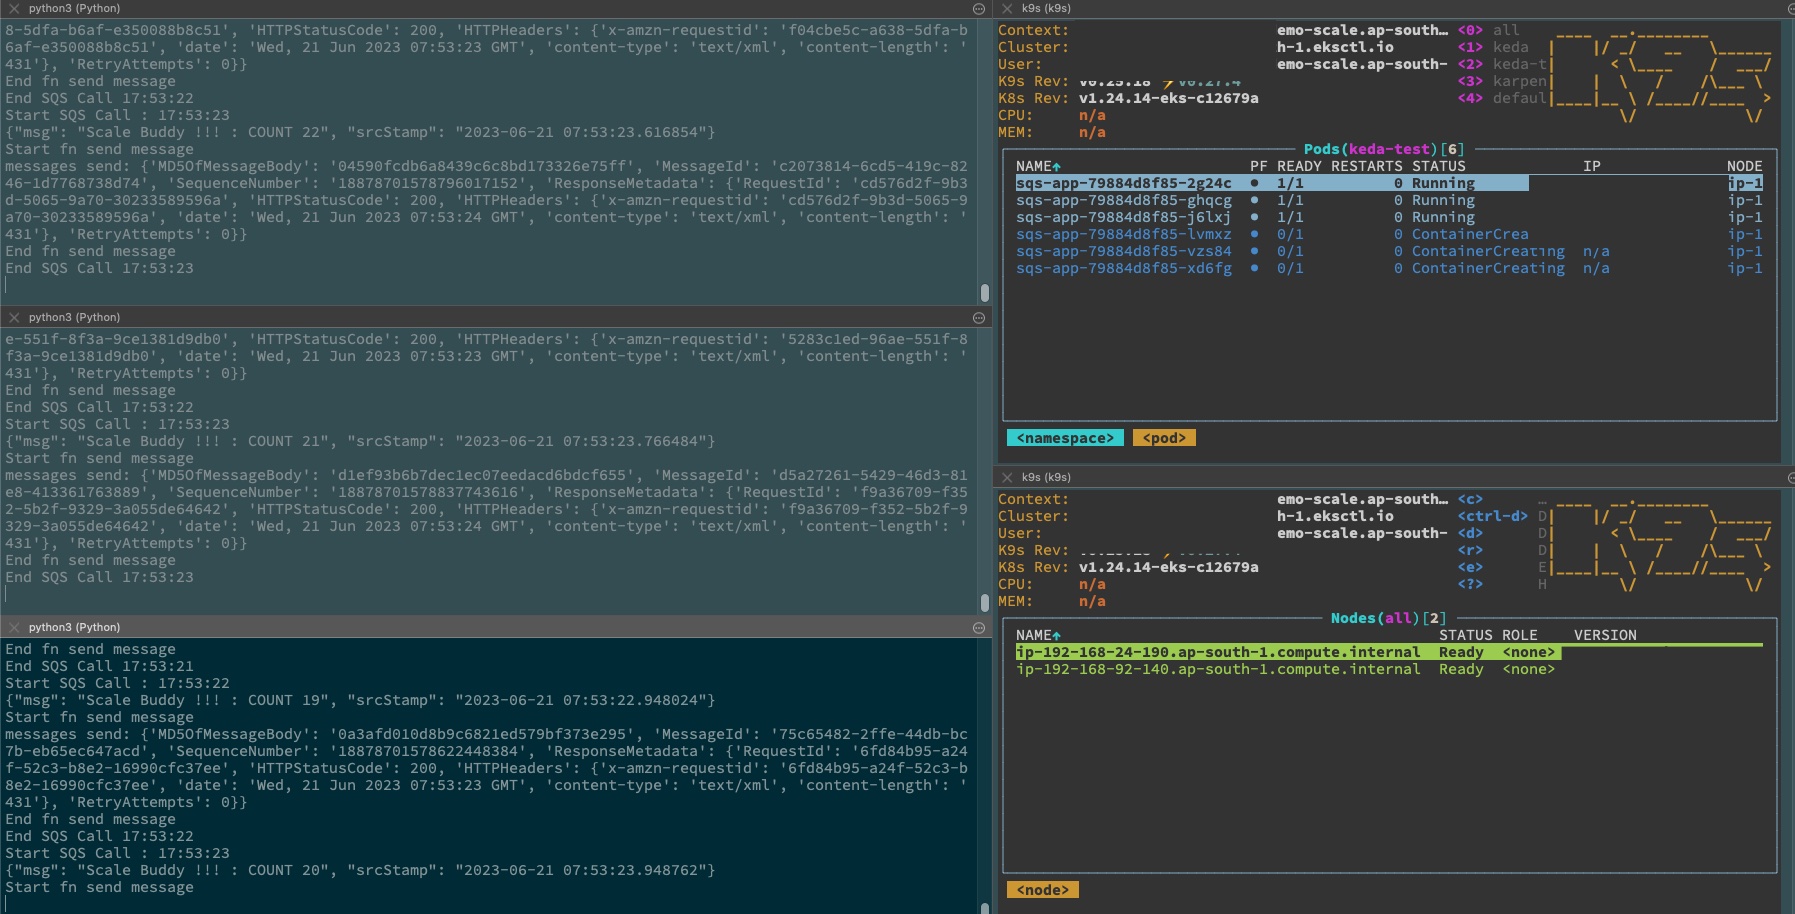 python3 (Python)
8-5dfa-b6af-e350088b8c51', 'HTTPStatusCode': 200, 'HTTPHeaders': {'x-amzn-requestid': 'f04cbe5c-a638-5dfa-b
6af-e350088b8c51', 'date': 'Wed, 21 Jun 2023 07:53:23 GMT', 'content-type': 'text/xml', 'content-length': '
431'}, 'RetryAttempts': 0}}
End fn send message
End SQS Call 17:53:22
Start SQS Call : 17:53:23
{"msg": "Scale Buddy !!! : COUNT 22", "srcStamp": "2023-06-21 07:53:23.616854"}
Start fn send message
messages send: {'MD5OfMessageBody': '04590fcdb6a8439c6c8bd173326e75ff', 'MessageId': 'c2073814-6cd5-419c-82
46-1d7768738d74', 'SequenceNumber': '18878701578796017152', 'ResponseMetadata': {'RequestId': 'cd576d2f-9b3
d-5065-9a70-30233589596a', 'HTTPStatusCode': 200, 'HTTPHeaders': {'x-amzn-requestid': 'cd576d2f-9b3d-5065-9
a70-30233589596a', 'date': 'Wed, 21 Jun 2023 07:53:24 GMT', 'content-type': 'text/xml', 'content-length': '
431'}, 'RetryAttempts': 0}}
End fn send message
End SQS Call 17:53:23
python3 (Python)
e-551f-8f3a-9ce1381d9db0', 'HTTPStatusCode': 200, 'HTTPHeaders': {'x-amzn-requestid': '5283c1ed-96ae-551f-8
f3a-9ce1381d9db0', 'date': 'Wed, 21 Jun 2023 07:53:23 GMT', 'content-type': 'text/xml', 'content-length': '
431'}, 'RetryAttempts': 0}}
End fn send message
End SQS Call 17:53:22
Start SQS Call : 17:53:23
{"msg": "Scale Buddy !!! : COUNT 21", "srcStamp": "2023-06-21 07:53:23.766484"}
Start fn send message
messages send: {'MD5OfMessageBody': 'd1ef93b6b7dec1ec07eedacd6bdcf655', 'MessageId': 'd5a27261-5429-46d3-81
e8-413361763889', 'SequenceNumber': '18878701578837743616', 'ResponseMetadata': {'RequestId': 'f9a36709-f35
2-5b2f-9329-3a055de64642', 'HTTPStatusCode': 200, 'HTTPHeaders': {'x-amzn-requestid': 'f9a36709-f352-5b2f-9
329-3a055de64642', 'date': 'Wed, 21 Jun 2023 07:53:24 GMT', 'content-type': 'text/xml', 'content-length': '
431'}, 'RetryAttempts': 0}}
End fn send message
End SQS Call 17:53:23
python3 (Python)
End fn send message
End SQS Call 17:53:21
Start SQS Call : 17:53:22
{"msg": "Scale Buddy !!! : COUNT 19", "srcStamp": "2023-06-21 07:53:22.948024"}
Start fn send message
messages send: {'MD5OfMessageBody': '0a3afd010d8b9c6821ed579bf373e295', 'MessageId': '75c65482-2ffe-44db-bc
7b-eb65ec647acd', 'SequenceNumber': '18878701578622448384', 'ResponseMetadata': {'RequestId': '6fd84b95-a24
f-52c3-b8e2-16990cfc37ee', 'HTTPStatusCode': 200, 'HTTPHeaders': {'x-amzn-requestid': '6fd84b95-a24f-52c3-b
8e2-16990cfc37ee', 'date': 'Wed, 21 Jun 2023 07:53:23 GMT', 'content-type': 'text/xml', 'content-length': '
431'}, 'RetryAttempts': 0}}
End fn send message
End SQS Call 17:53:22
Start SQS Call : 17:53:23
{"msg": "Scale Buddy !!! : COUNT 20", "srcStamp": "2023-06-21 07:53:23.948762"}
Start fn send message
k9s (k9s)
Context: emo-scale.ap-south… <0> all
Cluster: h-1.eksctl.io <1> keda
User: emo-scale.ap-south- <2> keda-t
K9s Rev: v0.25.18 ⚡v0.27.4 <3> karpen
K8s Rev: v1.24.14-eks-c12679a <4> defaul
CPU: n/a
MEM: n/a
Pods(keda-test)[6]
NAME↑ PF READY RESTARTS STATUS IP NODE
sqs-app-79884d8f85-2g24c ● 1/1 0 Running ip-1
sqs-app-79884d8f85-ghqcg ● 1/1 0 Running ip-1
sqs-app-79884d8f85-j6lxj ● 1/1 0 Running ip-1
sqs-app-79884d8f85-lvmxz ● 0/1 0 ContainerCrea ip-1
sqs-app-79884d8f85-vzs84 ● 0/1 0 ContainerCreating n/a ip-1
sqs-app-79884d8f85-xd6fg ● 0/1 0 ContainerCreating n/a ip-1
<namespace> <pod>
k9s (k9s)
Context: emo-scale.ap-south… <c> …
Cluster: h-1.eksctl.io <ctrl-d> D
User: emo-scale.ap-south- <d> D
K9s Rev: <r> D
K8s Rev: v1.24.14-eks-c12679a <e> E
CPU: n/a <?> H
MEM: n/a
Nodes(all)[2]
NAME↑ STATUS ROLE VERSION
ip-192-168-24-190.ap-south-1.compute.internal Ready <none>
ip-192-168-92-140.ap-south-1.compute.internal Ready <none>
<node>